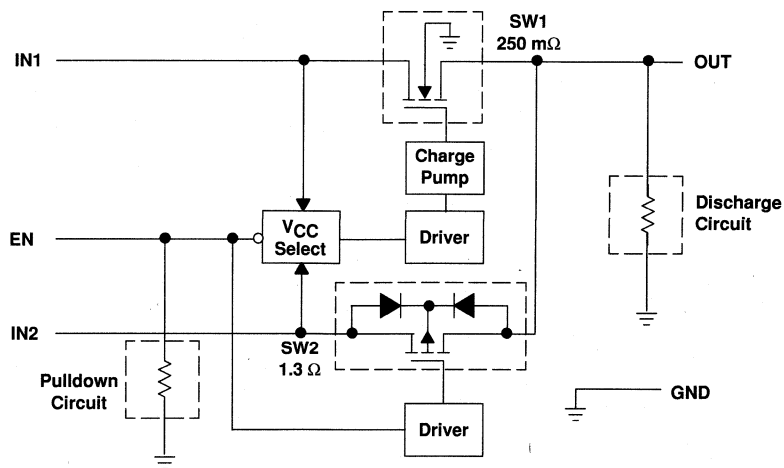 SW1
250 mΩ
IN1
OUT
Charge
Pump
Discharge
Circuit
VCC
Select
Driver
EN
IN2
SW2
1.3 Ω
Pulldown
Circuit
GND
Driver